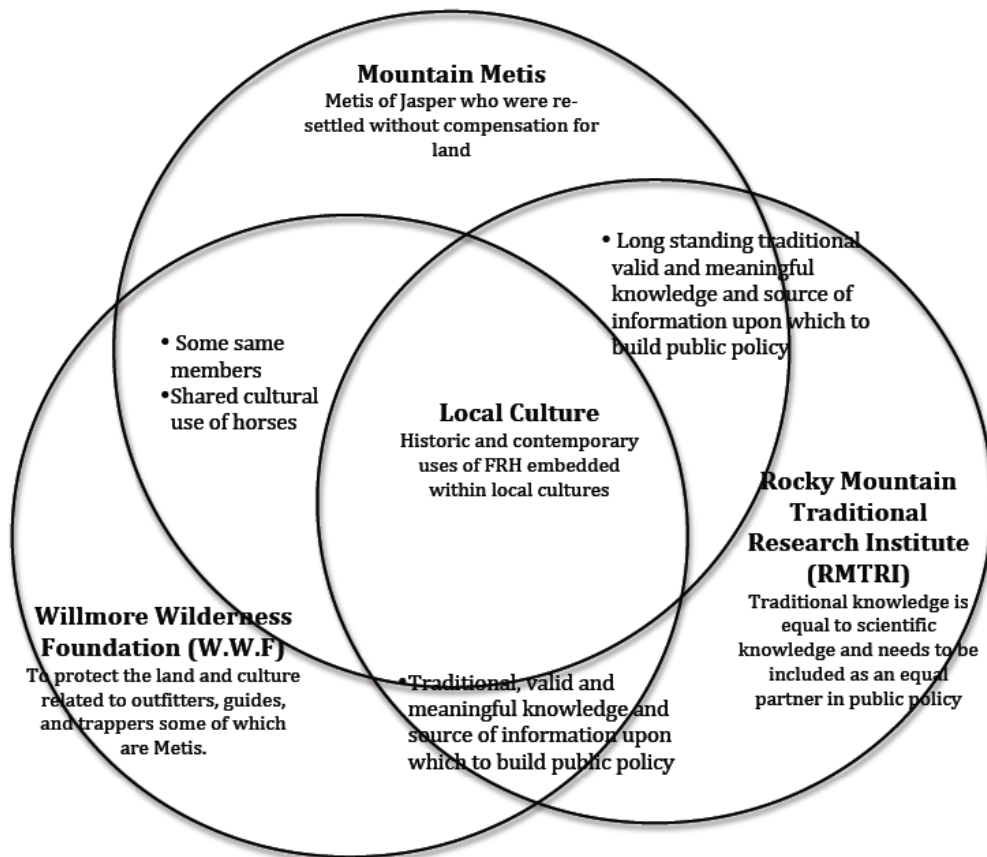 Mountain Metis
Metis of Jasper who were re-
settled without compensation for
land
• Long standing traditional
valid and meaningful
knowledge and source of
information upon which to
build public policy
• Some same
members
•Shared cultural
use of horses
Local Culture
Historic and contemporary
uses of FRH embedded
within local cultures
Rocky Mountain
Traditional
Research Institute
(RMTRI)
Traditional knowledge is
equal to scientific
knowledge and needs to be
included as an equal
partner in public policy
Willmore Wilderness
Foundation (W.W.F)
To protect the land and culture
related to outfitters, guides,
and trappers some of which
are Metis.
•Traditional, valid and
meaningful knowledge and
source of information upon
which to build public policy